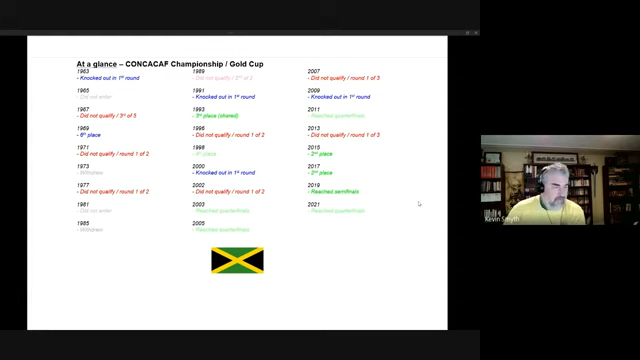 At a glance – CONCACAF Championship / Gold Cup
1963
- Knocked out in 1st round
1965
- Did not enter
1967
- Did not qualify / 3rd of 5
1969
- 6th place
1971
- Did not qualify / round 1 of 2
1973
- Withdrew
1977
- Did not qualify / round 1 of 2
1981
- Did not enter
1985
- Withdrew
1989
- Did not qualify / 2nd of 3
1991
- Knocked out in 1st round
1993
- 3rd place (shared)
1996
- Did not qualify / round 1 of 2
1998
- 4th place
2000
- Knocked out in 1st round
2002
- Did not qualify / round 1 of 2
2003
- Reached quarterfinals
2005
- Reached quarterfinals
2007
- Did not qualify / round 1 of 3
2009
- Knocked out in 1st round
2011
- Reached quarterfinals
2013
- Did not qualify / round 1 of 3
2015
- 2nd place
2017
- 2nd place
2019
- Reached semifinals
2021
- Reached quarterfinals
Kevin Smyth